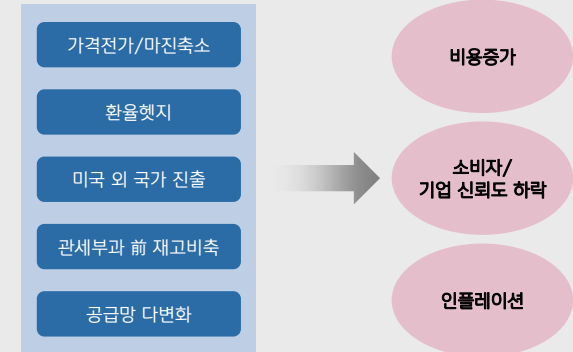 가격전가/마진축소
환율헷지
미국 외 국가 진출
관세부과 前 재고비축
공급망 다변화
비용증가
소비자/
기업 신뢰도 하락
인플레이션